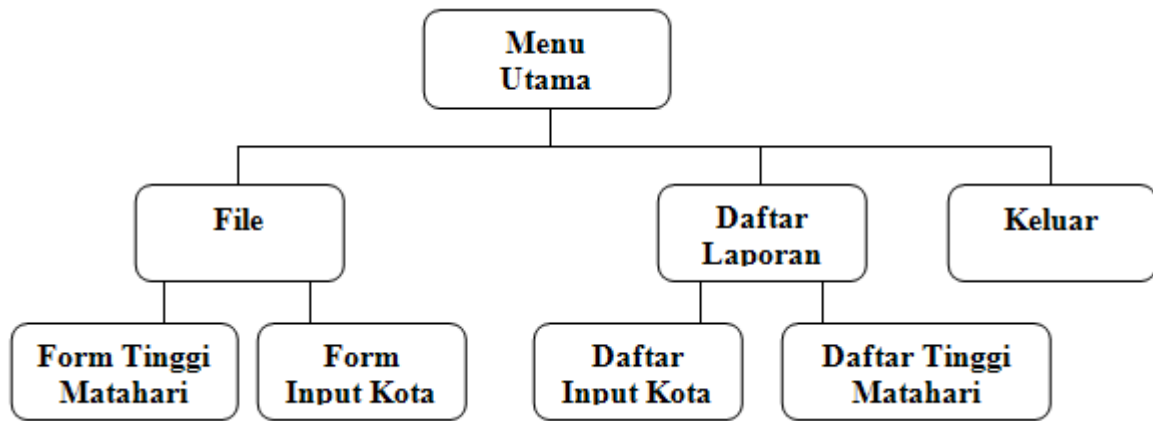 Menu
Utama
File
Daftar
Laporan
Keluar
Form Tinggi
Matahari
Form
Input Kota
Daftar
Input Kota
Daftar Tinggi
Matahari